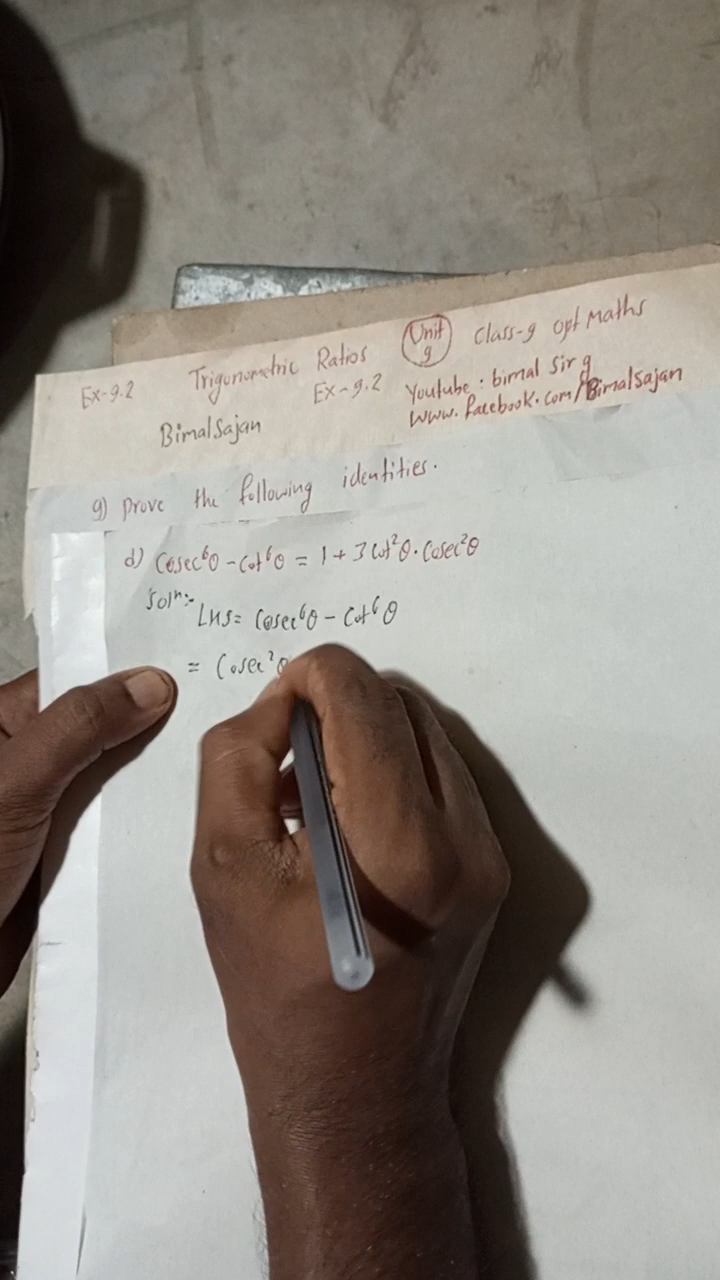 Unit 9 Class-9 opt Maths
Ex-9.2 Trigonometric Ratios Ex-9.2 Youtube: bimal Sir g
BimalSajan www.facebook.com/BimalSajan
9) Prove the following identities.
d) Cosec⁶θ - Cot⁶θ = 1 + 3 Cot²θ . Cosec²θ
Solⁿ:-
LHS = Cosec⁶θ - Cot⁶θ
= (Cosec²θ